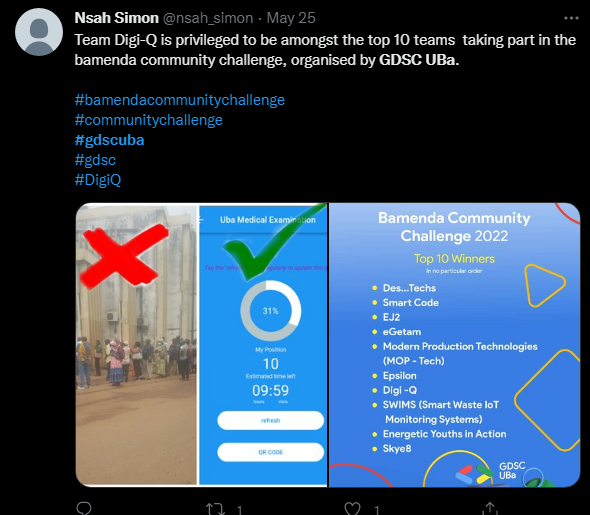 Nsah Simon @nsah_simon · May 25
Team Digi-Q is privileged to be amongst the top 10 teams taking part in the
bamenda community challenge, organised by GDSC UBa.
#bamendacommunitychallenge
#communitychallenge
#gdscuba
#gdsc
#DigiQ
Uba Medical Examination
31%
My Position
10
Estimated time left
09:59
refresh
QR CODE
Bamenda Community
Challenge 2022
Top 10 Winners
In no particular order
Des...Techs
Smart Code
EJ2
eGetam
Modern Production Technologies
(MOP - Tech)
Epsilon
Digi -Q
SWIMS (Smart Waste IoT
Monitoring Systems)
Energetic Youths in Action
Skye8
GDSC
UBa
1
1